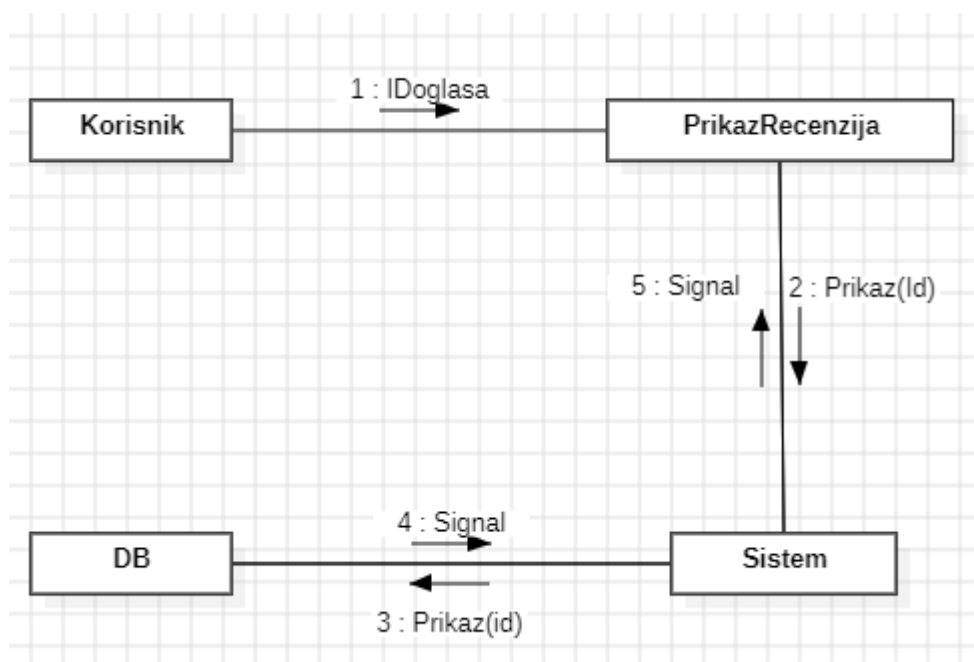 1 : IDoglasa
Korisnik
PrikazRecenzija
5 : Signal
2 : Prikaz(Id)
4 : Signal
DB
Sistem
3 : Prikaz(id)